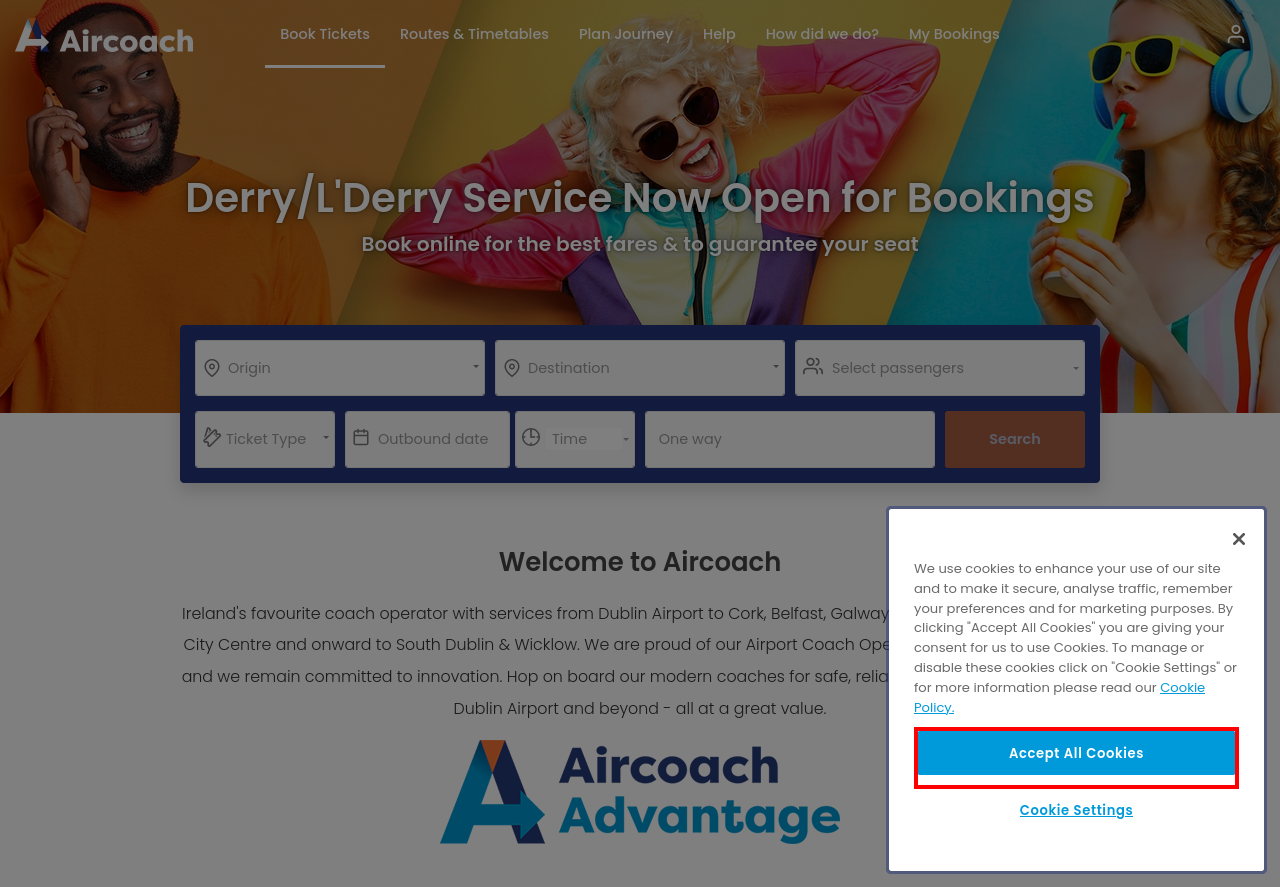 Aircoach
Book Tickets
Routes & Timetables
Plan Journey
Help
How did we do?
My Bookings
Derry/L'Derry Service Now Open for Bookings
Book online for the best fares & to guarantee your seat
Origin
Destination
Select passengers
Ticket Type
Outbound date
Time
One way
Search
Welcome to Aircoach
Ireland's favourite coach operator with services from Dublin Airport to Cork, Belfast, Galway
City Centre and onward to South Dublin & Wicklow. We are proud of our Airport Coach
and we remain committed to innovation. Hop on board our modern coaches for safe,
Dublin Airport and beyond - all at a great value.
Aircoach
Advantage
We use cookies to enhance your use of our site
and to make it secure, analyse traffic, remember
your preferences and for marketing purposes. By
clicking "Accept All Cookies" you are giving your
consent for us to use Cookies. To manage or
disable these cookies click on "Cookie Settings" or
for more information please read our Cookie
Policy.
Accept All Cookies
Cookie Settings